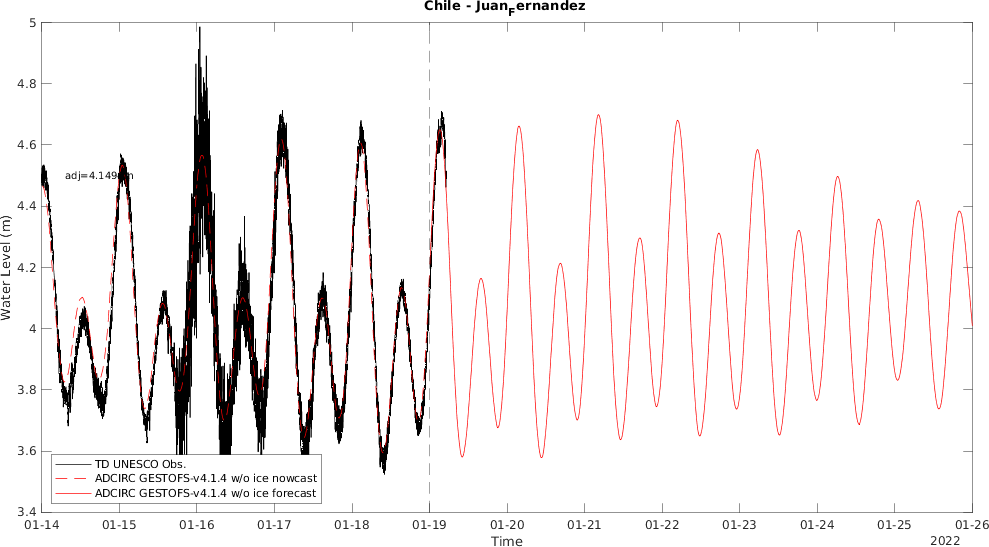 Chile - Juan_Fernandez
5
4.8
4.6
4.4
4.2
4
3.8
3.6
3.4
Water Level (m)
adj=4.149
TD UNESCO Obs.
ADCIRC GESTOFS-v4.1.4 w/o ice nowcast
ADCIRC GESTOFS-v4.1.4 w/o ice forecast
01-14 01-15 01-16 01-17 01-18 01-19 01-20 01-21 01-22 01-23 01-24 01-25 01-26
Time
2022